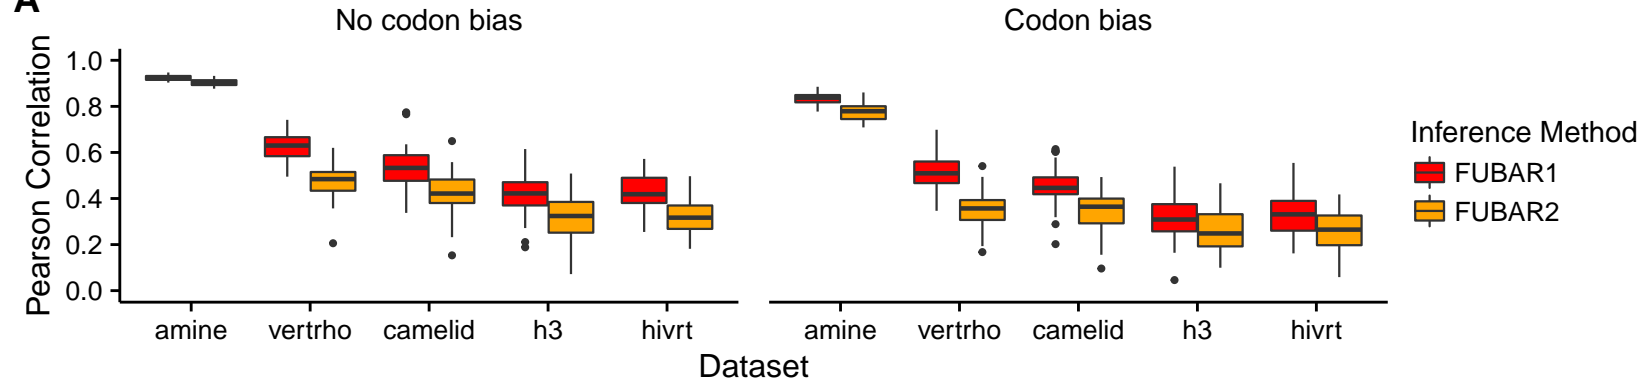 A
No codon bias
Codon bias
Pearson Correlation
1.0
0.8
0.6
0.4
0.2
0.0
amine vertrho camelid h3 hivrt
amine vertrho camelid h3 hivrt
Dataset
Inference Method
FUBAR1
FUBAR2